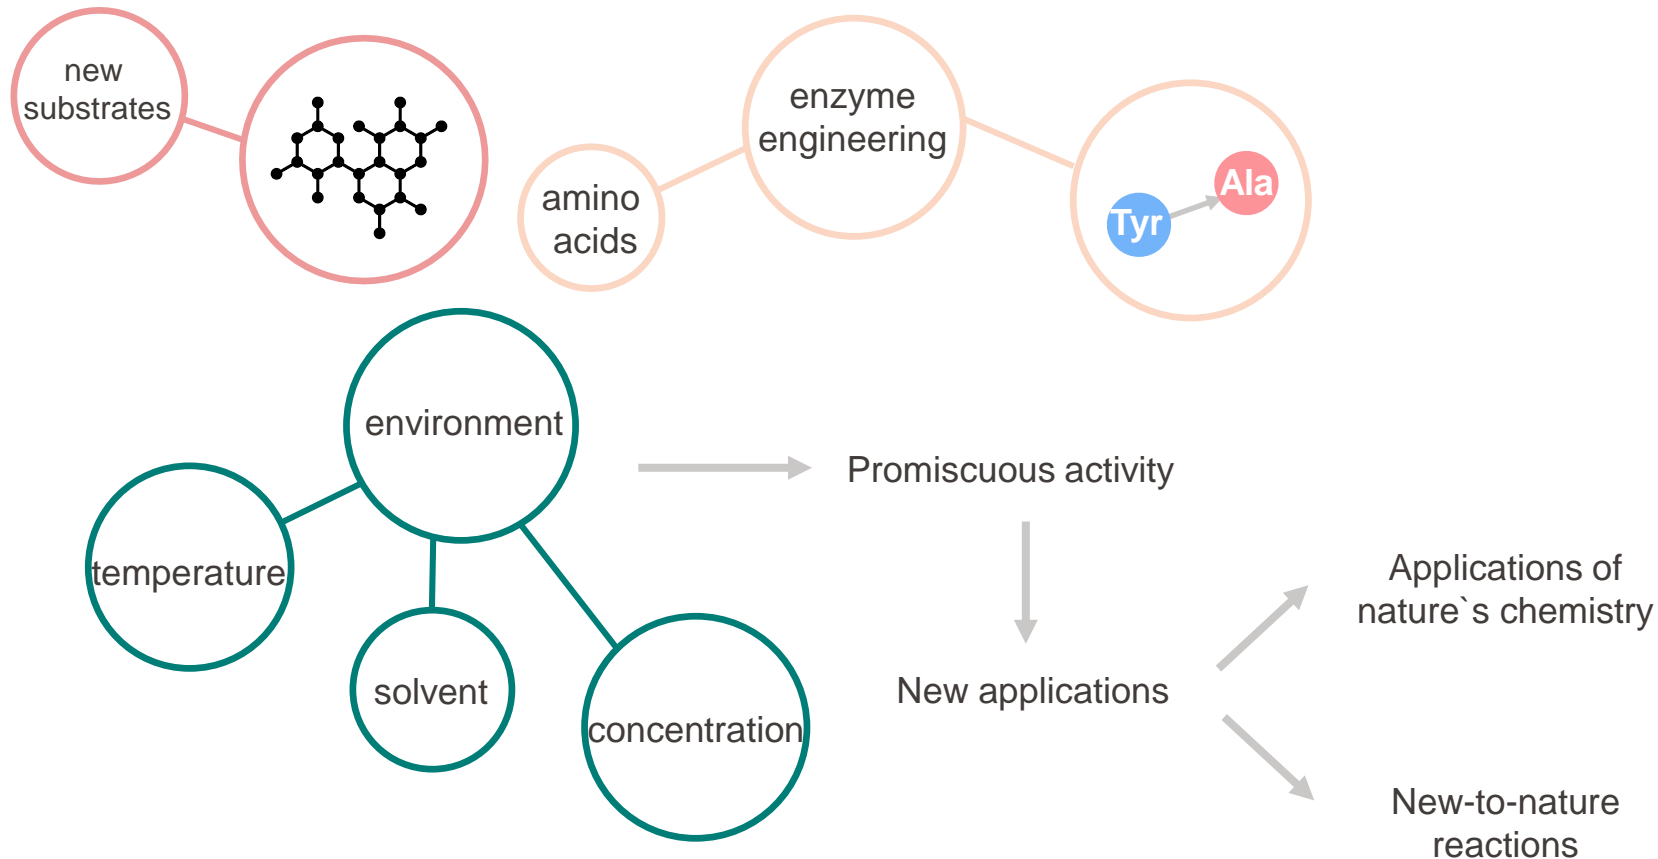 new
substrates
enzyme
engineering
amino
acids
Tyr
Ala
environment
temperature
solvent
concentration
Promiscuous activity
New applications
Applications of
nature`s chemistry
New-to-nature
reactions